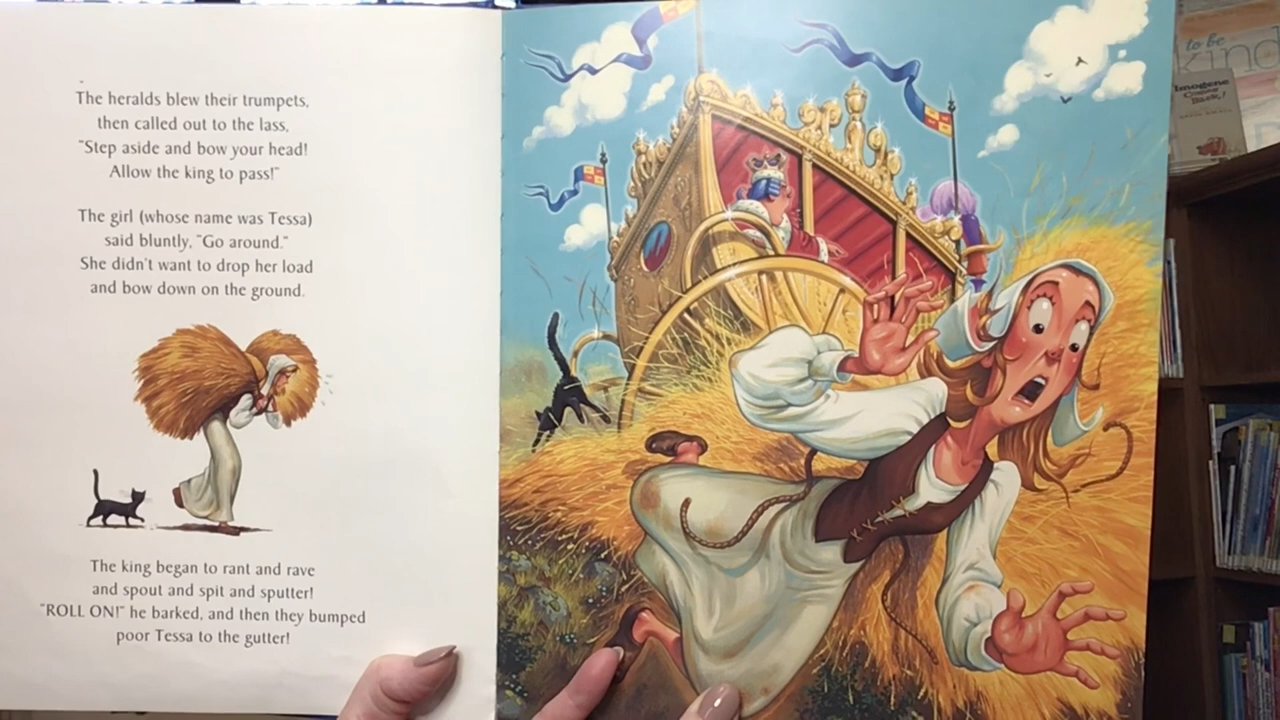 The heralds blew their trumpets,
then called out to the lass,
"Step aside and bow your head!
Allow the king to pass!"
The girl (whose name was Tessa)
said bluntly, "Go around."
She didn't want to drop her load
and bow down on the ground.
The king began to rant and rave
and spout and spit and sputter!
"ROLL ON!" he barked, and then they bumped
poor Tessa to the gutter!
to be
kind
Imogene
Comes
Back!